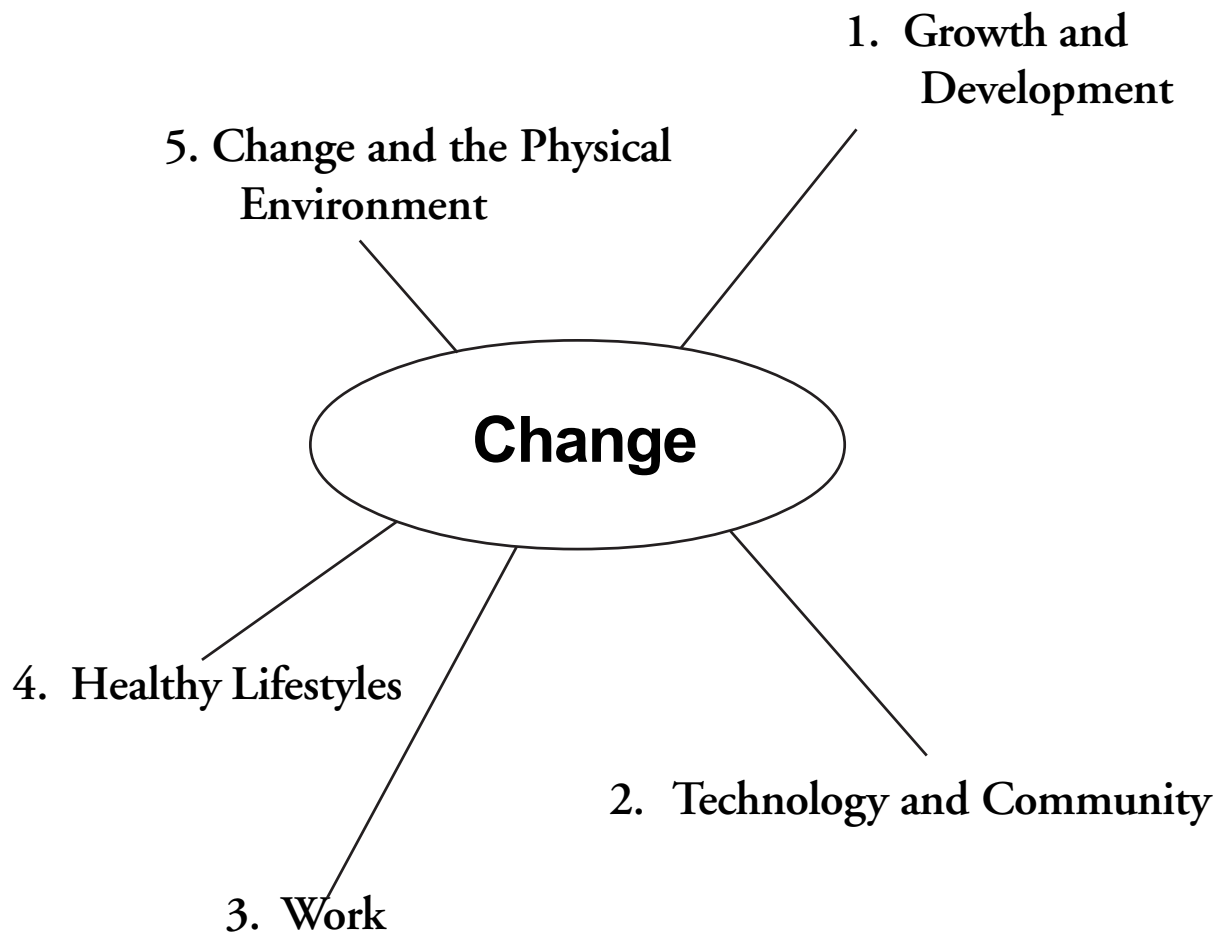 1. Growth and
Development
5. Change and the Physical
Environment
Change
4. Healthy Lifestyles
2. Technology and Community
3. Work